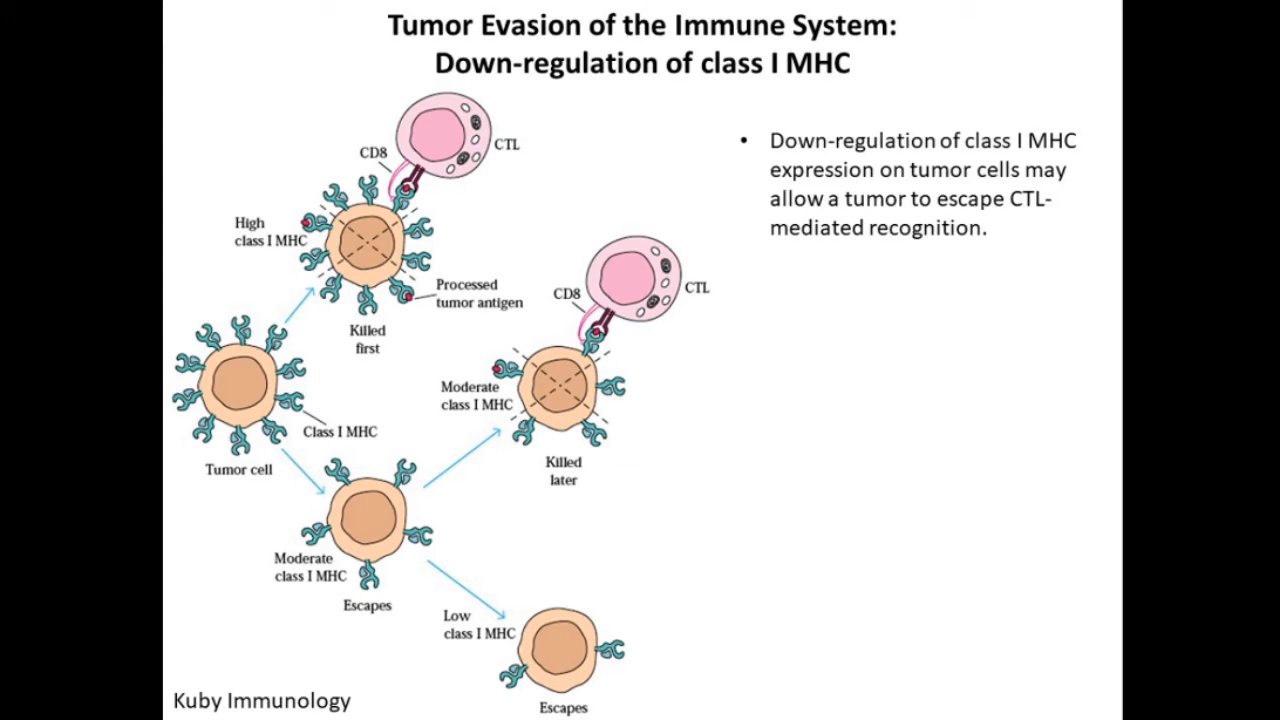 Tumor Evasion of the Immune System:
Down-regulation of class I MHC
CTL
CD8
High
class I MHC
Processed
tumor antigen
Killed
first
Class I MHC
Tumor cell
CTL
CD8
Moderate
class I MHC
Killed
later
Moderate
class I MHC
Escapes
Low
class I MHC
Escapes
• Down-regulation of class I MHC
expression on tumor cells may
allow a tumor to escape CTL-
mediated recognition.
Kuby Immunology